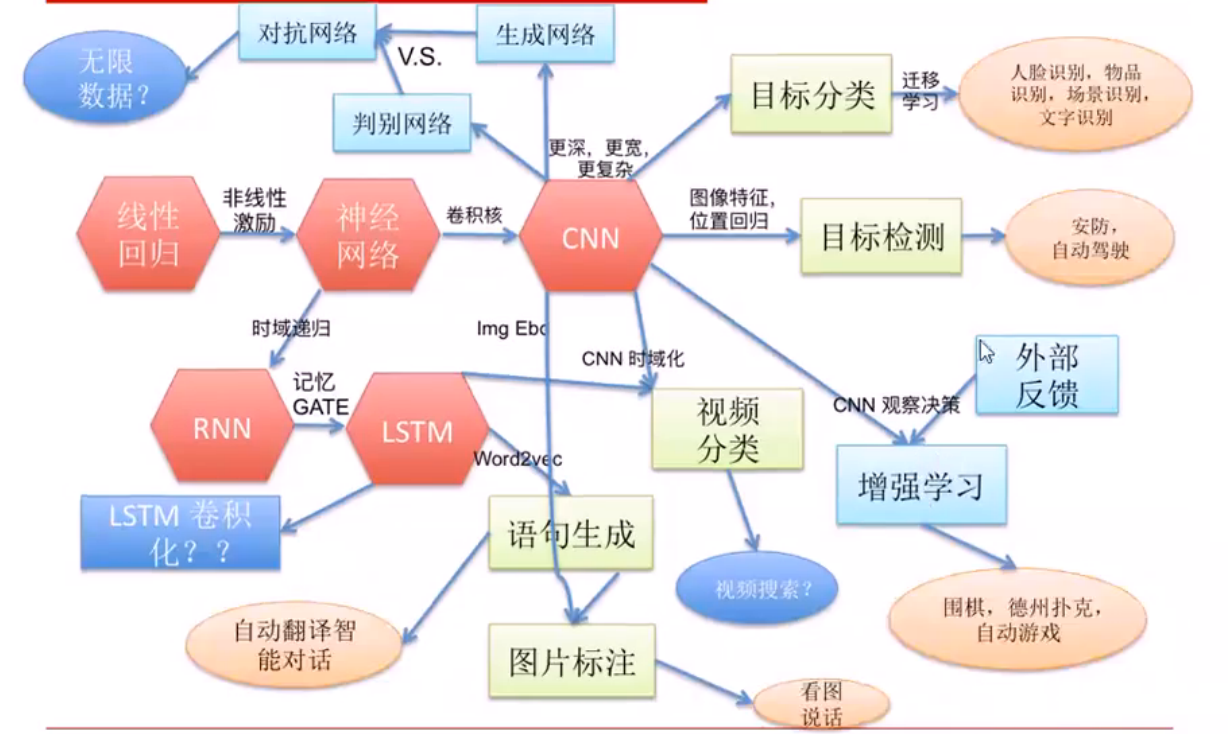 对抗网络
生成网络
V.S.
无限
数据？
判别网络
目标分类
迁移
学习
人脸识别，物品
识别，场景识别，
文字识别
更深，更宽，
更复杂
线性
回归
非线性
激励
神经
网络
卷积核
CNN
图像特征，
位置回归
目标检测
安防，
自动驾驶
时域递归
Img Ebd
CNN 时域化
外部
反馈
RNN
记忆
GATE
LSTM
视频
分类
CNN 观察决策
Word2vec
增强学习
LSTM 卷积
化？？
语句生成
视频搜索？
围棋，德州扑克，
自动游戏
自动翻译智
能对话
图片标注
看图
说话